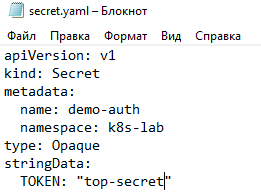 secret.yaml – Блокнот
Файл Правка Формат Вид Справка
apiVersion: v1
kind: Secret
metadata:
  name: demo-auth
  namespace: k8s-lab
type: Opaque
stringData:
  TOKEN: "top-secret"